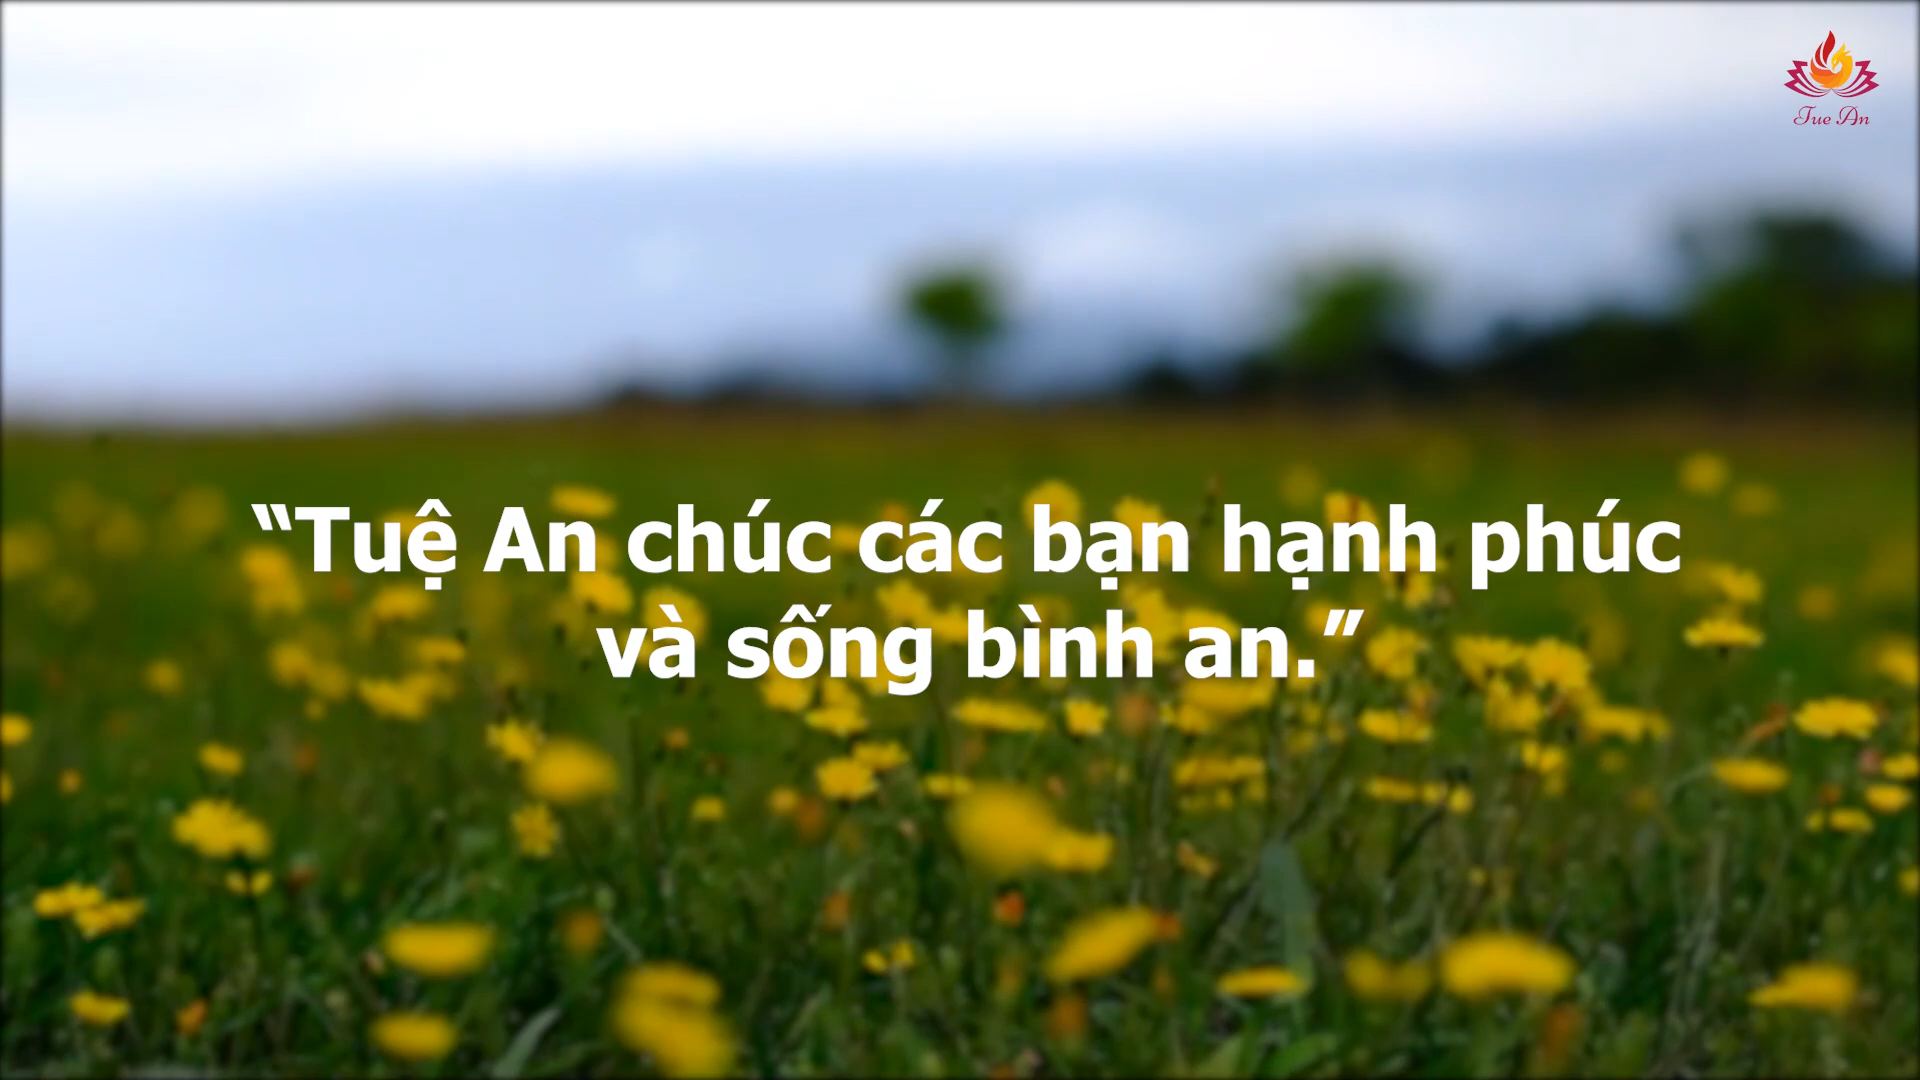 Tue An
“Tuệ An chúc các bạn hạnh phúc
và sống bình an.”